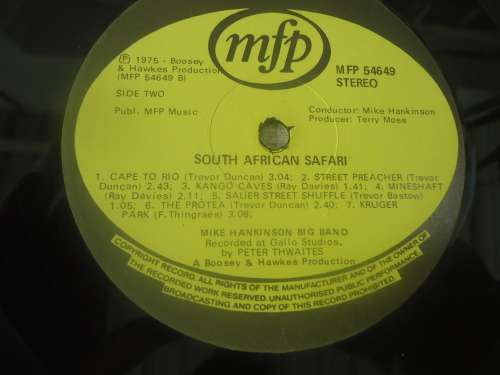 mfp
Ⓟ 1975 - Boosey
& Hawkes Production
(MFP 54649 B)
SIDE TWO
Publ. MFP Music
MFP 54649
STEREO
Conductor: Mike Hankinson
Producer: Terry Moss
SOUTH AFRICAN SAFARI
1. CAPE TO RIO (Trevor Duncan) 3.04; 2. STREET PREACHER (Trevor
Duncan) 2.43; 3. KANGO CAVES (Ray Davies) 1.41; 4. MINESHAFT
(Ray Davies) 2.11; 5. SAUER STREET SHUFFLE (Trevor Bastow)
1.05; 6. THE PROTEA (Trevor Duncan) 2.40; 7. KRUGER
PARK (F. Thingraes) 3.08.
MIKE HANKINSON BIG BAND
Recorded at Gallo Studios,
by PETER THWAITES
A Boosey & Hawkes Production
COPYRIGHT RECORD. ALL RIGHTS OF THE MANUFACTURER AND OF THE OWNER OF
THE RECORDED WORK RESERVED. UNAUTHORISED PUBLIC PERFORMANCE
BROADCASTING AND COPY OF THIS RECORD PROHIBITED.